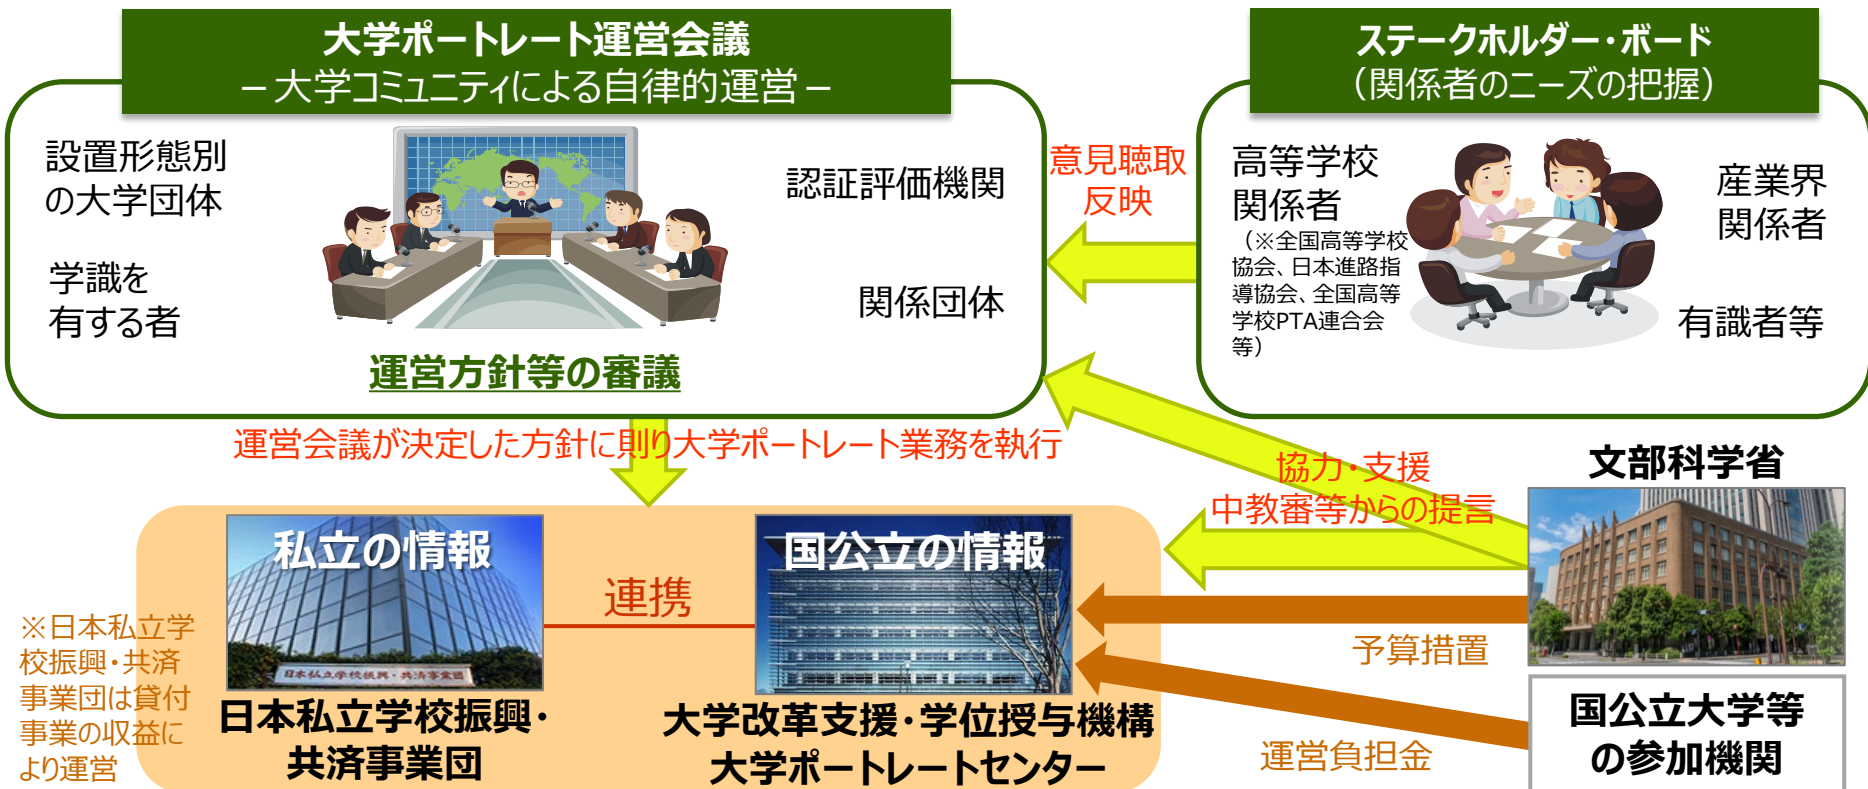 大学ポートレート運営会議
－大学コミュニティによる自律的運営－
設置形態別
の大学団体
学識を
有する者
認証評価機関
関係団体
運営方針等の審議
意見聴取
反映
ステークホルダー・ボード
（関係者のニーズの把握）
高等学校
関係者
（※全国高等学校
協会、日本進路指
導協会、全国高等
学校PTA連合会
等）
産業界
関係者
有識者等
運営会議が決定した方針に則り大学ポートレート業務を執行
協力・支援
中教審等からの提言
文部科学省
私立の情報
日本私立学校振興・共済事業団
連携
国公立の情報
※日本私立学
校振興・共済
事業団は貸付
事業の収益に
より運営
日本私立学校振興・
共済事業団
大学改革支援・学位授与機構
大学ポートレートセンター
予算措置
運営負担金
国公立大学等
の参加機関